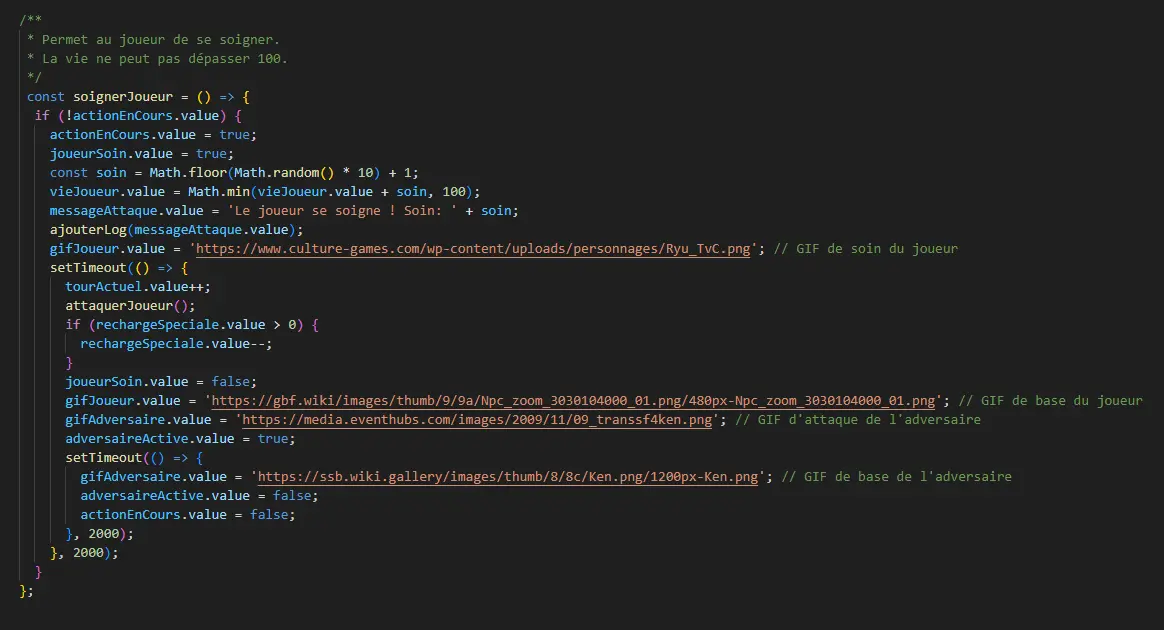 /**
 * Permet au joueur de se soigner.
 * La vie ne peut pas dépasser 100.
 */
const soignerJoueur = () => {
  if (!actionEnCours.value) {
    actionEnCours.value = true;
    joueurSoin.value = true;
    const soin = Math.floor(Math.random() * 10) + 1;
    vieJoueur.value = Math.min(vieJoueur.value + soin, 100);
    messageAttaque.value = 'Le joueur se soigne ! Soin: ' + soin;
    ajouterLog(messageAttaque.value);
    gifJoueur.value = 'https://www.culture-games.com/wp-content/uploads/personnages/Ryu_TvC.png'; // GIF de soin du joueur
    setTimeout(() => {
      tourActuel.value++;
      attaquerJoueur();
      if (rechargeSpeciale.value > 0) {
        rechargeSpeciale.value--;
      }
      joueurSoin.value = false;
      gifJoueur.value = 'https://gbf.wiki/images/thumb/9/9a/Npc_zoom_3030104000_01.png/480px-Npc_zoom_3030104000_01.png'; // GIF de base du joueur
      gifAdversaire.value = 'https://media.eventhubs.com/images/2009/11/09_transsf4ken.png'; // GIF d'attaque de l'adversaire
      adversaireActive.value = true;
      setTimeout(() => {
        gifAdversaire.value = 'https://ssb.wiki.gallery/images/thumb/8/8c/Ken.png/1200px-Ken.png'; // GIF de base de l'adversaire
        adversaireActive.value = false;
        actionEnCours.value = false;
      }, 2000);
    }, 2000);
  }
};